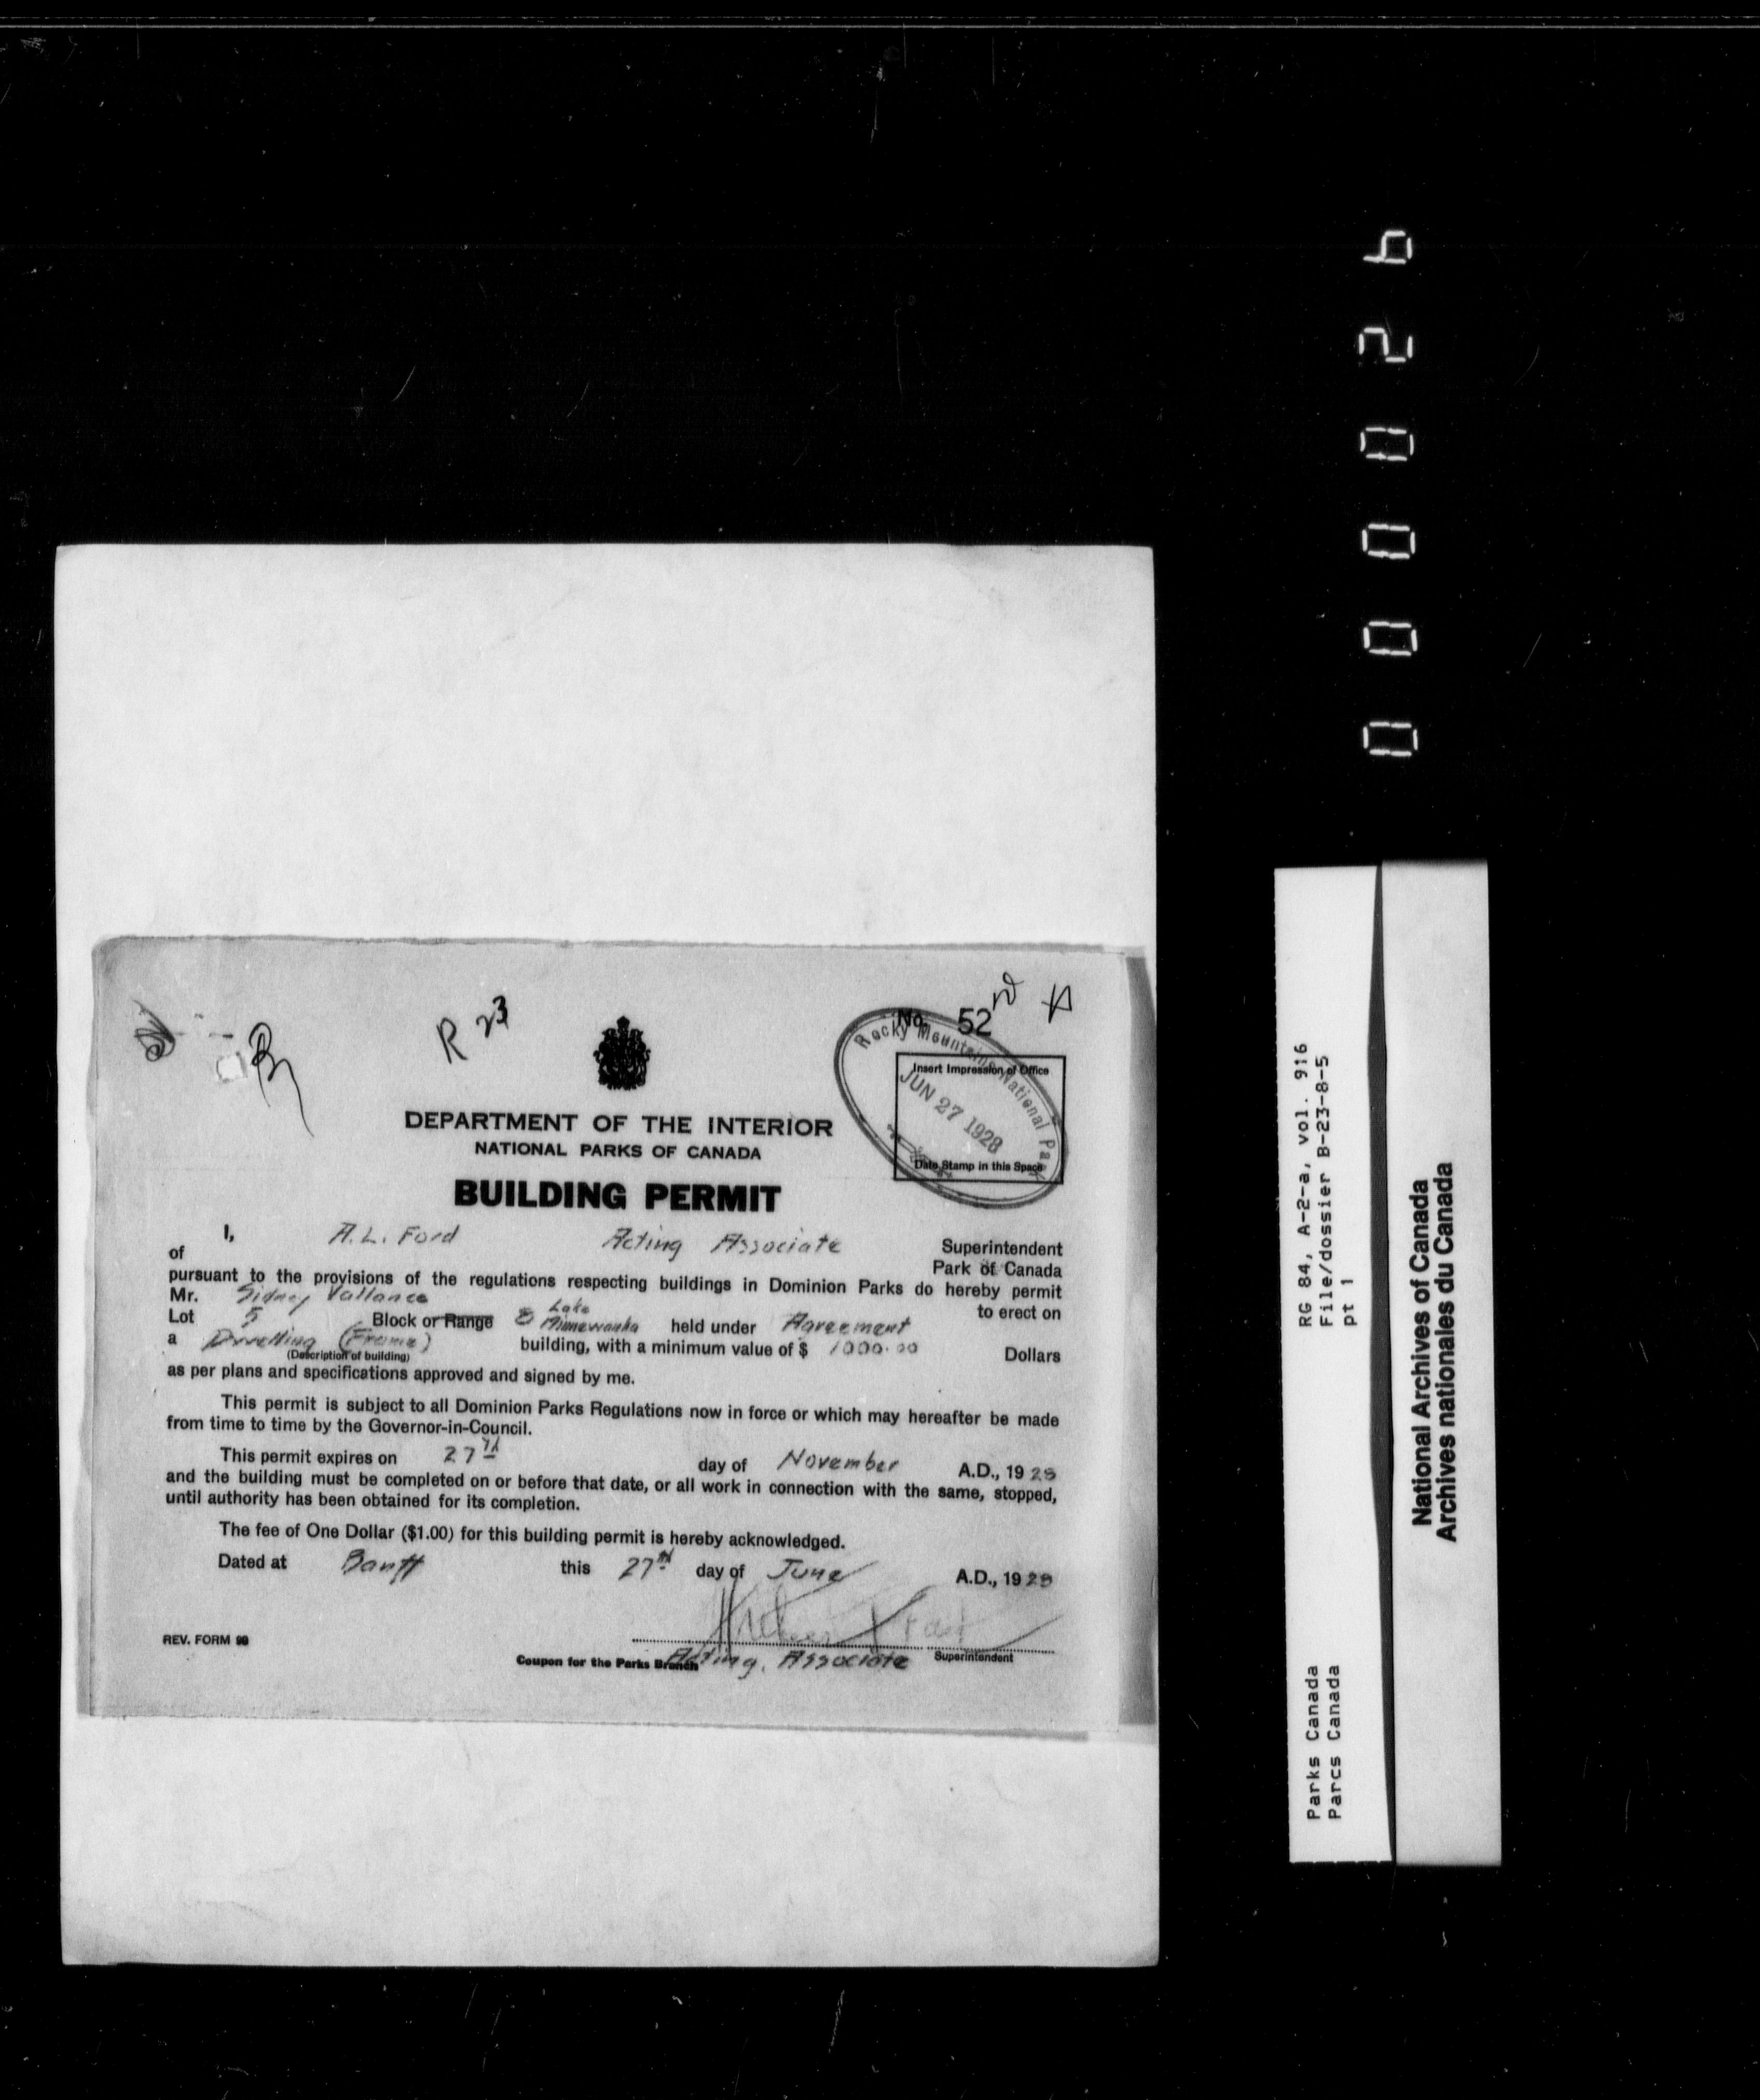 R 23
No. 52
Rocky Mountains National Park
Insert Impression of Office
JUN 27 1928
Date Stamp in this Space
DEPARTMENT OF THE INTERIOR
NATIONAL PARKS OF CANADA
BUILDING PERMIT
I, A. L. Ford Acting Associate Superintendent
of Park of Canada
pursuant to the provisions of the regulations respecting buildings in Dominion Parks do hereby permit
Mr. Sidney Vallance to erect on
Lot 5 Block or Range 8 Lake Minnewanka held under Agreement
a Dwelling (Frame) building, with a minimum value of $ 1000.00 Dollars
(Description of building)
as per plans and specifications approved and signed by me.
This permit is subject to all Dominion Parks Regulations now in force or which may hereafter be made
from time to time by the Governor-in-Council.
This permit expires on 27th day of November A.D., 1928
and the building must be completed on or before that date, or all work in connection with the same, stopped,
until authority has been obtained for its completion.
The fee of One Dollar ($1.00) for this building permit is hereby acknowledged.
Dated at Banff this 27th day of June A.D., 1928
REV. FORM 98
Coupon for the Parks Branch Acting Associate Superintendent
000026
RG 84, A-2-a, vol. 916
File/dossier B-23-8-5
pt 1
Parks Canada
Parcs Canada
National Archives of Canada
Archives nationales du Canada